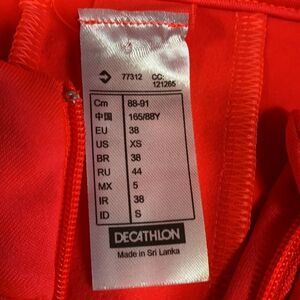 77312 CC:
121265
Cm 88-91
中国 165/88Y
EU 38
US XS
BR 38
RU 44
MX 5
IR 38
ID S
DECATHLON
Made in Sri Lanka